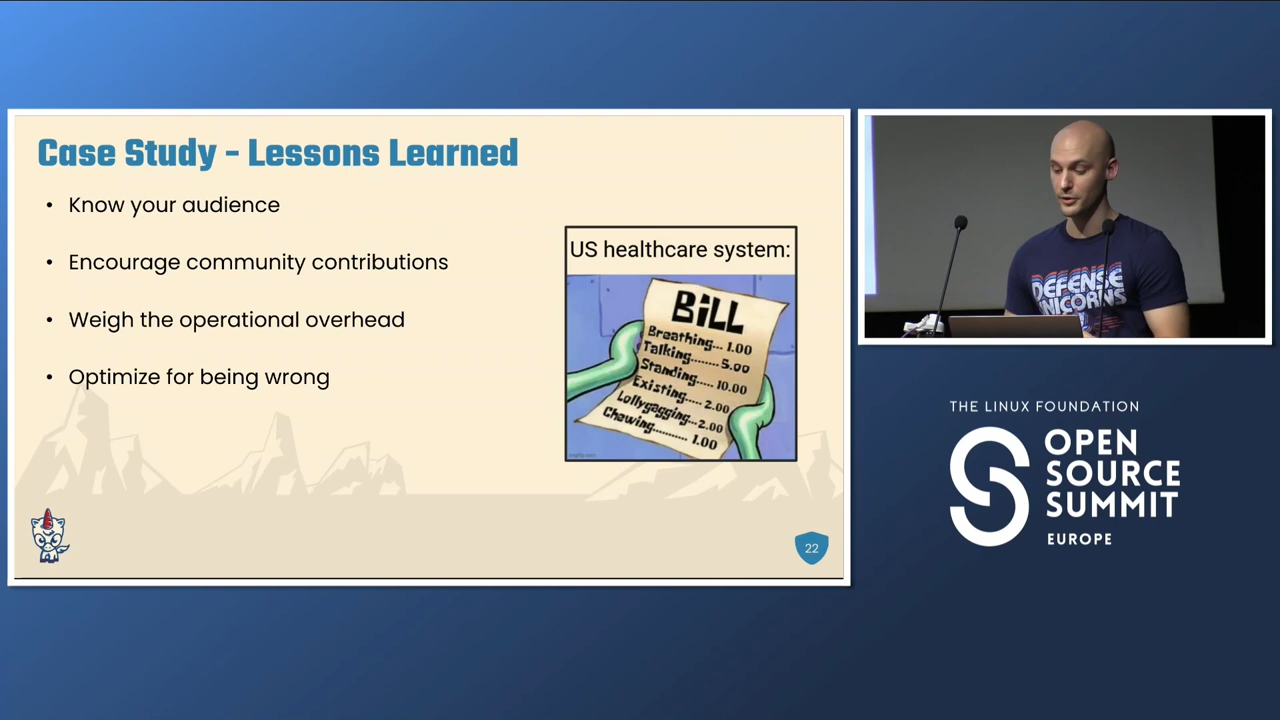 Case Study - Lessons Learned
• Know your audience
• Encourage community contributions
• Weigh the operational overhead
• Optimize for being wrong
US healthcare system:
BiLL
Breathing... 1.00
Talking........ 5.00
Standing.... 10.00
Existing..... 2.00
Lollygagging...2.00
Chewing.......... 1.00
imgflip.com
22
DEFENSE
UNICORNS
THE LINUX FOUNDATION
OPEN
SOURCE
SUMMIT
EUROPE